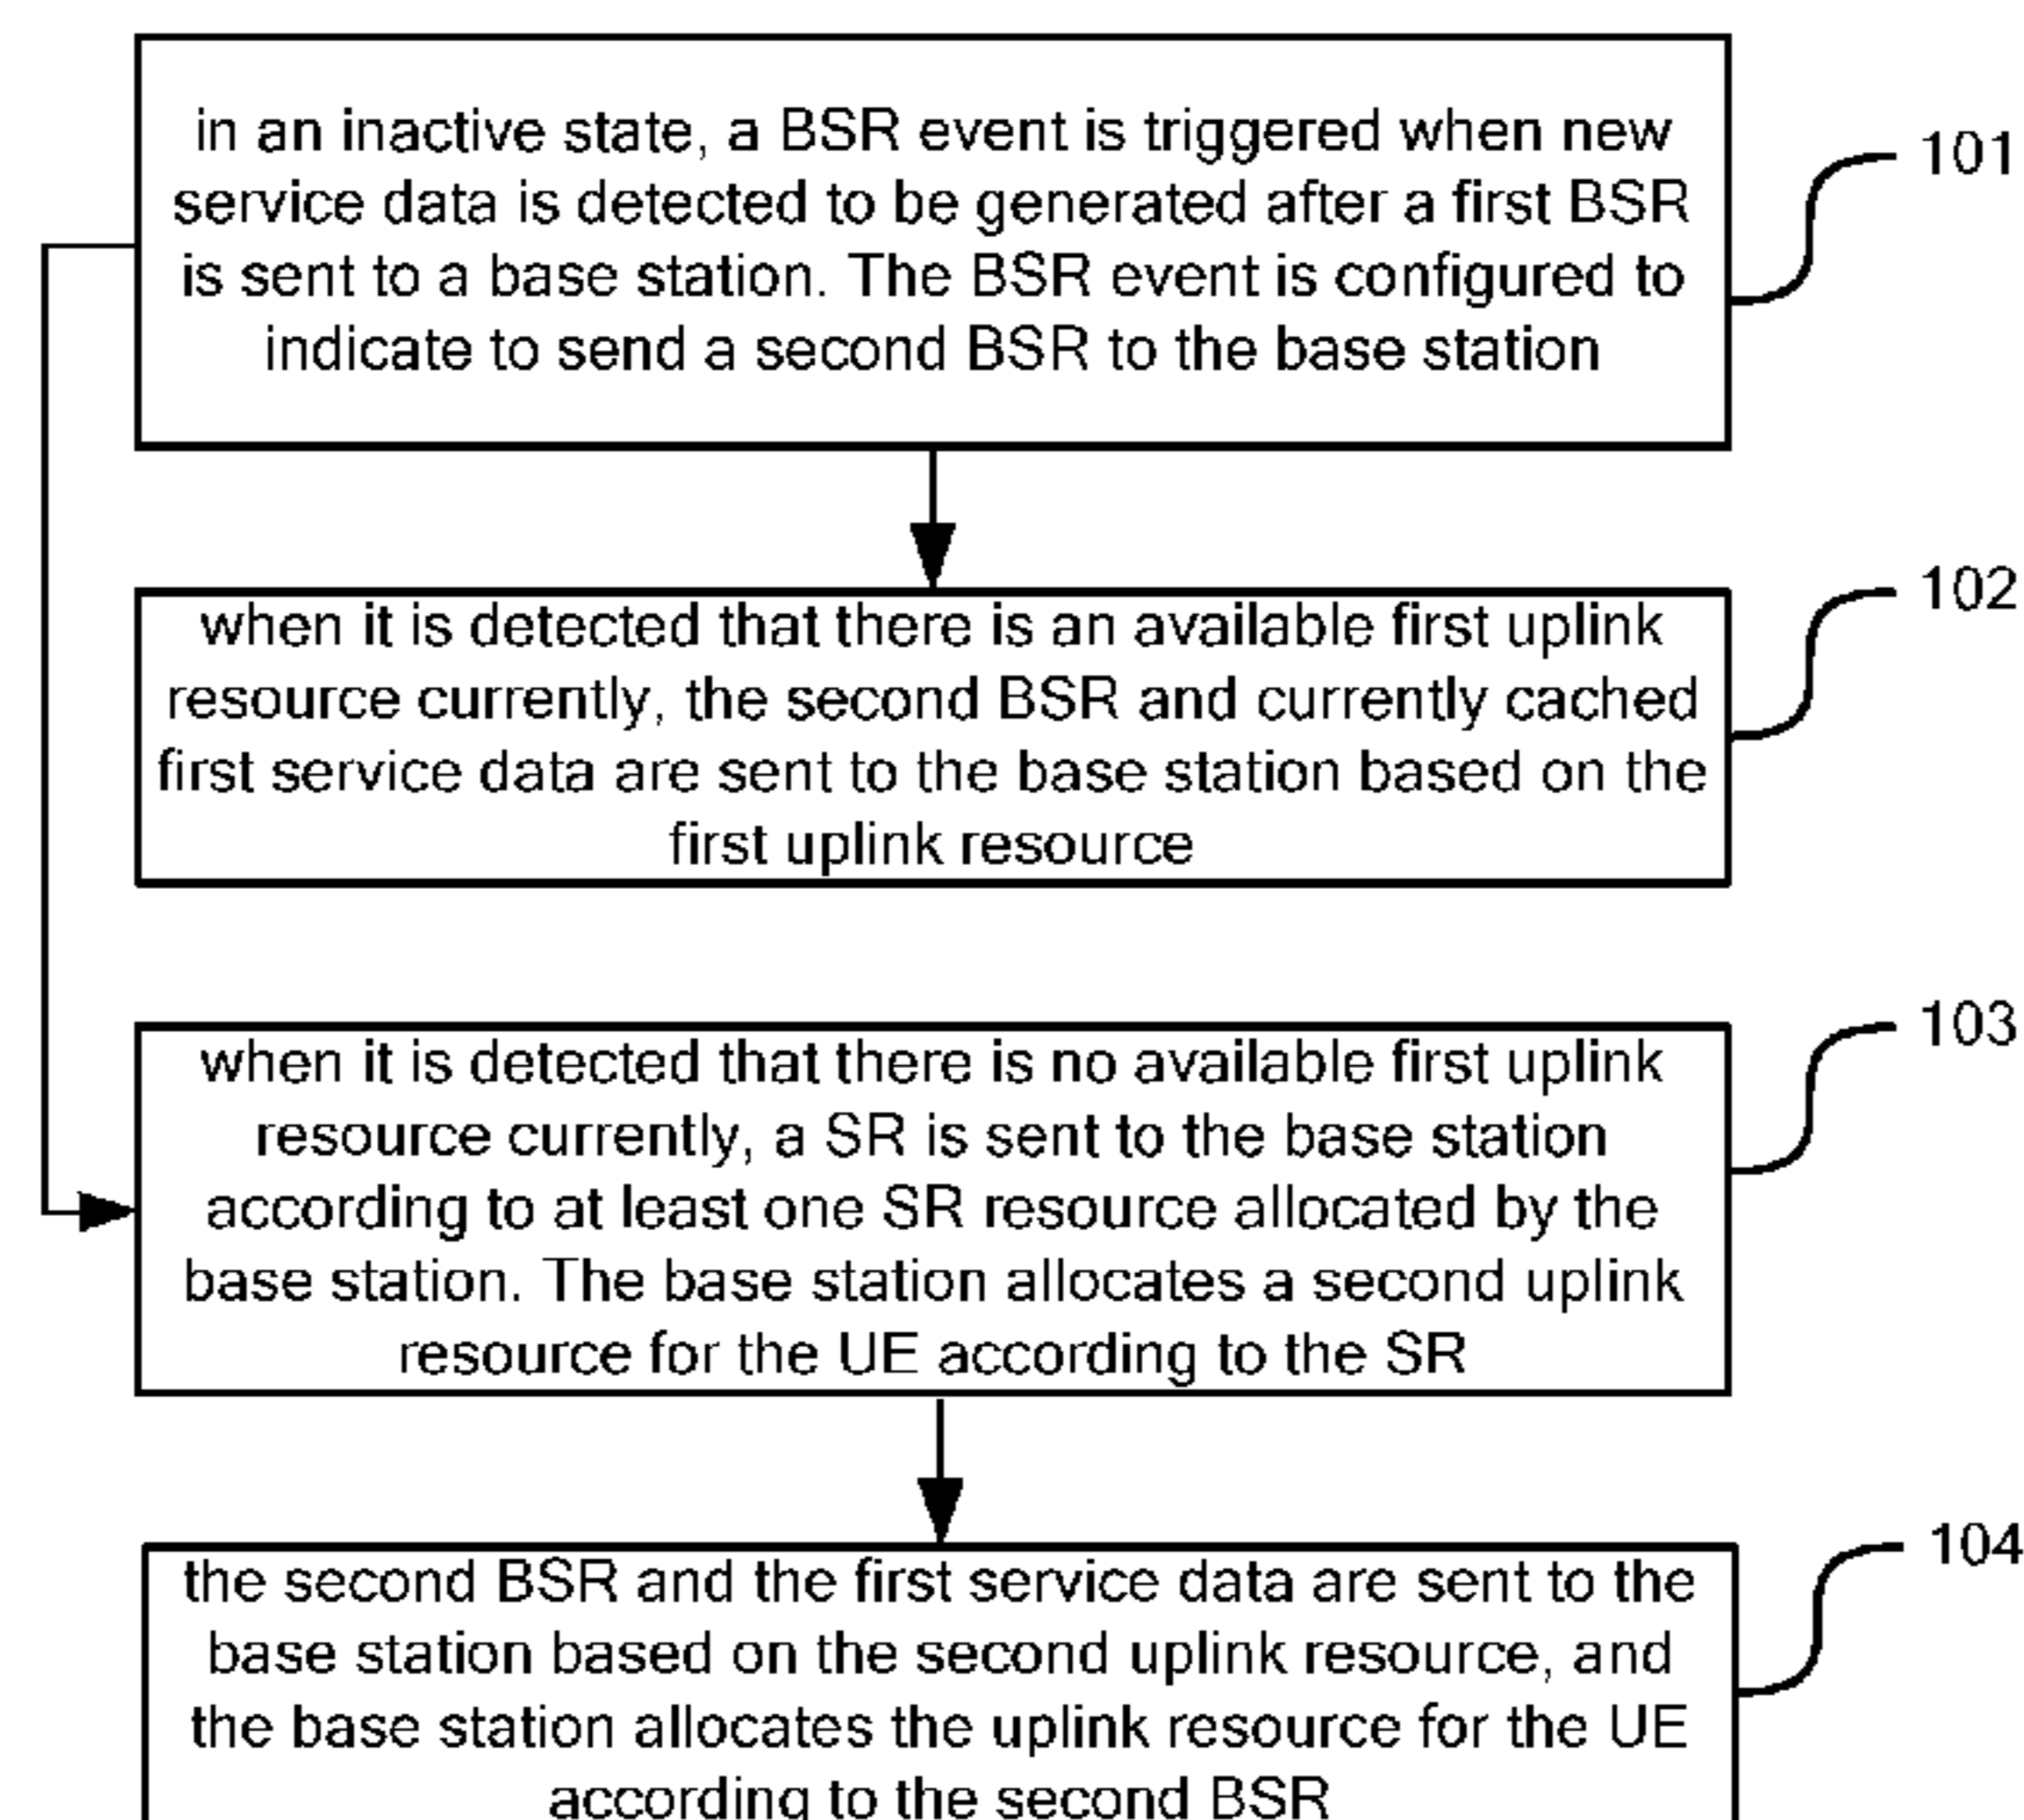 in an inactive state, a BSR event is triggered when new
service data is detected to be generated after a first BSR
is sent to a base station. The BSR event is configured to
indicate to send a second BSR to the base station
101
when it is detected that there is an available first uplink
resource currently, the second BSR and currently cached
first service data are sent to the base station based on the
first uplink resource
102
when it is detected that there is no available first uplink
resource currently, a SR is sent to the base station
according to at least one SR resource allocated by the
base station. The base station allocates a second uplink
resource for the UE according to the SR
103
the second BSR and the first service data are sent to the
base station based on the second uplink resource, and
the base station allocates the uplink resource for the UE
according to the second BSR
104